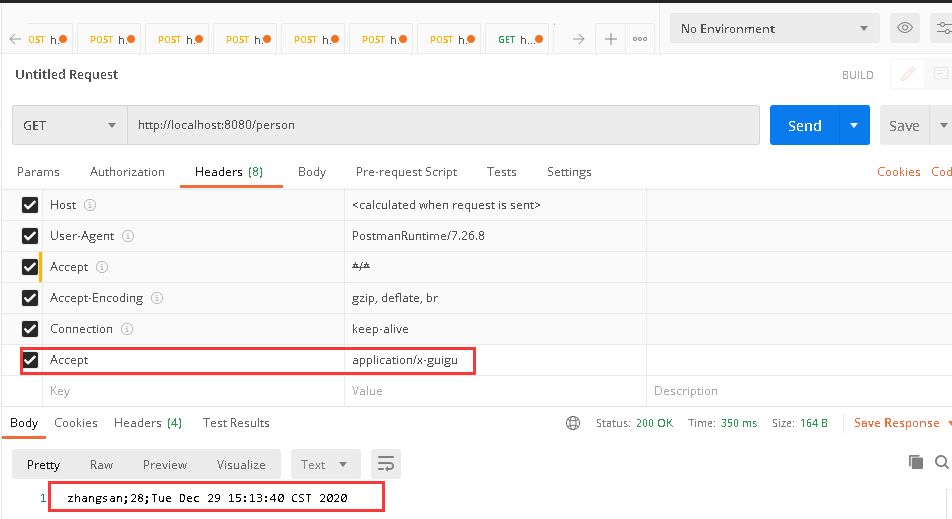 OST h. POST h. POST h. POST h. POST h. POST h. POST h. GET h... No Environment
Untitled Request BUILD
GET http://localhost:8080/person Send Save
Params Authorization Headers (8) Body Pre-request Script Tests Settings Cookies Cod
Host <calculated when request is sent>
User-Agent PostmanRuntime/7.26.8
Accept */*
Accept-Encoding gzip, deflate, br
Connection keep-alive
Accept application/x-guigu
Key Value Description
Body Cookies Headers (4) Test Results Status: 200 OK Time: 350 ms Size: 164 B Save Response
Pretty Raw Preview Visualize Text
1 zhangsan;28;Tue Dec 29 15:13:40 CST 2020